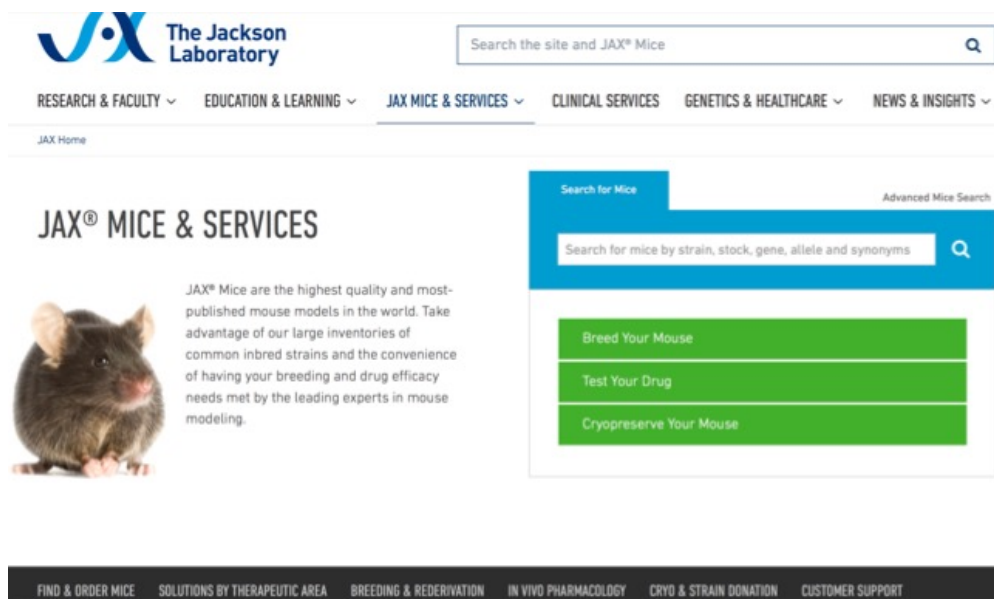 The Jackson
Laboratory
Search the site and JAX® Mice
RESEARCH & FACULTY EDUCATION & LEARNING JAX MICE & SERVICES CLINICAL SERVICES GENETICS & HEALTHCARE NEWS & INSIGHTS
JAX Home
Search for Mice
Advanced Mice Search
JAX® MICE & SERVICES
Search for mice by strain, stock, gene, allele and synonyms
JAX® Mice are the highest quality and most-
published mouse models in the world. Take
advantage of our large inventories of
common inbred strains and the convenience
of having your breeding and drug efficacy
needs met by the leading experts in mouse
modeling.
Breed Your Mouse
Test Your Drug
Cryopreserve Your Mouse
FIND & ORDER MICE SOLUTIONS BY THERAPEUTIC AREA BREEDING & REDERIVATION IN VIVO PHARMACOLOGY CRYO & STRAIN DONATION CUSTOMER SUPPORT